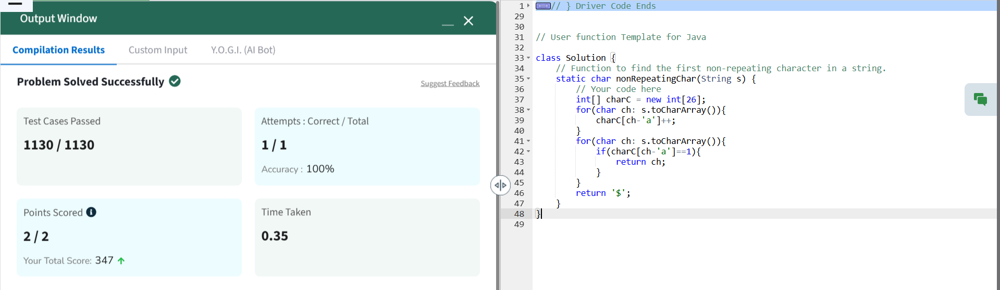 Output Window
Compilation Results
Custom Input
Y.O.G.I. (AI Bot)
Problem Solved Successfully
Suggest Feedback
Test Cases Passed
1130 / 1130
Attempts : Correct / Total
1 / 1
Accuracy : 100%
Points Scored
2 / 2
Your Total Score: 347
Time Taken
0.35
1 // } Driver Code Ends
29
30
31 // User function Template for Java
32
33 class Solution {
34     // Function to find the first non-repeating character in a string.
35     static char nonRepeatingChar(String s) {
36         // Your code here
37         int[] charC = new int[26];
38         for(char ch: s.toCharArray()){
39             charC[ch-'a']++;
40         }
41         for(char ch: s.toCharArray()){
42             if(charC[ch-'a']==1){
43                 return ch;
44             }
45         }
46         return '$';
47     }
48 }
49